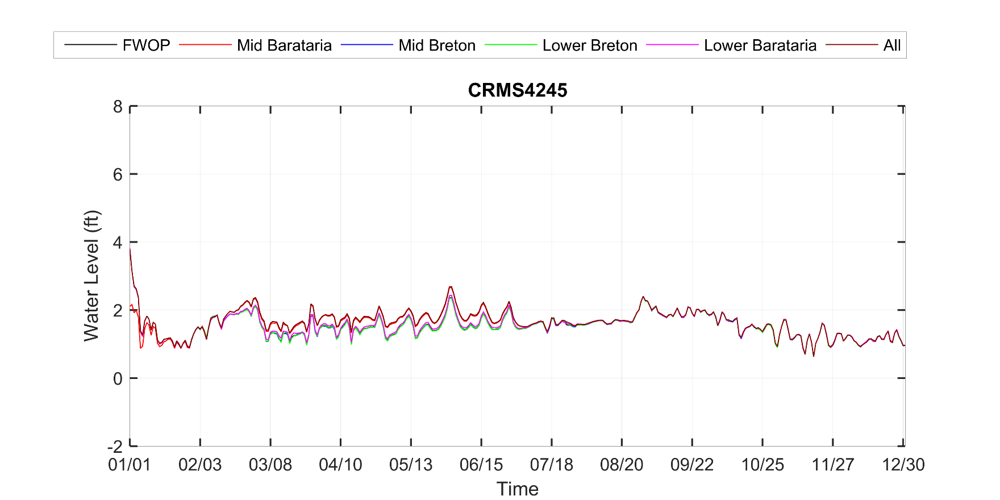 FWOP Mid Barataria Mid Breton Lower Breton Lower Barataria All
CRMS4245
8
6
4
2
0
-2
Water Level (ft)
01/01 02/03 03/08 04/10 05/13 06/15 07/18 08/20 09/22 10/25 11/27 12/30
Time